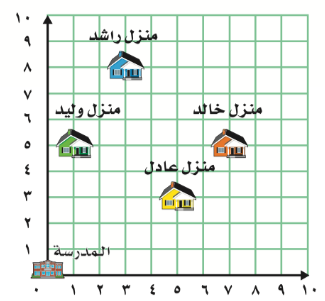 ١٠
٩
منزل راشد
٨
٧
منزل خالد
منزل وليد
٦
٥
منزل عادل
٤
٣
٢
١
المدرسة
٠ ١ ٢ ٣ ٤ ٥ ٦ ٧ ٨ ٩ ١٠